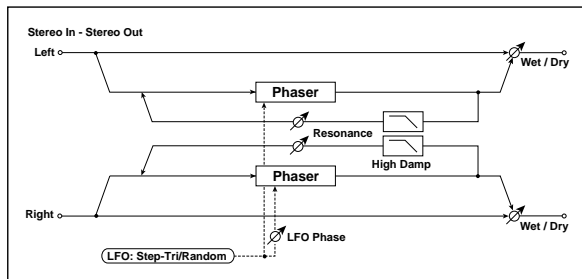 Stereo In - Stereo Out
Left
Wet / Dry
Phaser
Resonance
High Damp
Phaser
Right
Wet / Dry
LFO Phase
LFO: Step-Tri/Random